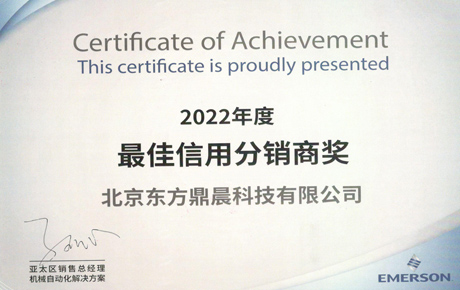 Certificate of Achievement
This certificate is proudly presented
2022年度
最佳信用分销商奖
北京东方鼎晨科技有限公司
亚太区销售总经理
机械自动化解决方案
EMERSON